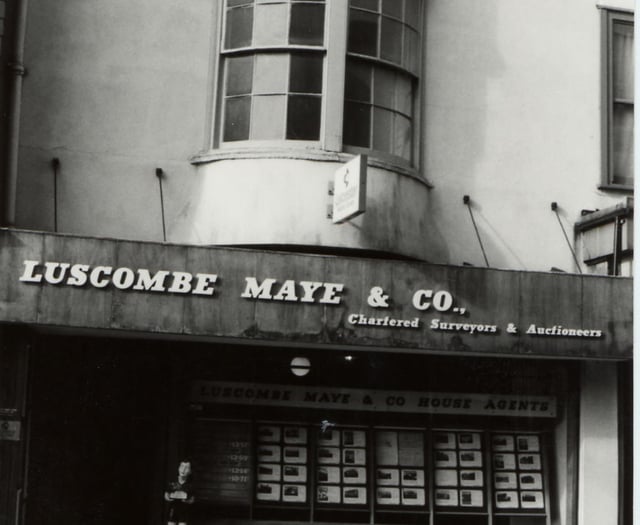 LUSCOMBE MAYE & CO.,
Chartered Surveyors & Auctioneers
LUSCOMBE MAYE & CO HOUSE AGENTS